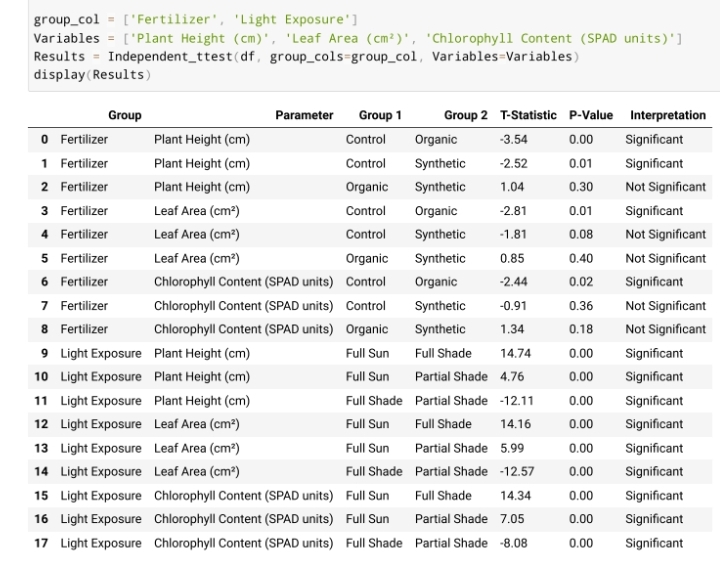 group_col = ['Fertilizer', 'Light Exposure']
Variables = ['Plant Height (cm)', 'Leaf Area (cm²)', 'Chlorophyll Content (SPAD units)']
Results = Independent_ttest(df, group_cols=group_col, Variables=Variables)
display(Results)
Group Parameter Group 1 Group 2 T-Statistic P-Value Interpretation
0 Fertilizer Plant Height (cm) Control Organic -3.54 0.00 Significant
1 Fertilizer Plant Height (cm) Control Synthetic -2.52 0.01 Significant
2 Fertilizer Plant Height (cm) Organic Synthetic 1.04 0.30 Not Significant
3 Fertilizer Leaf Area (cm²) Control Organic -2.81 0.01 Significant
4 Fertilizer Leaf Area (cm²) Control Synthetic -1.81 0.08 Not Significant
5 Fertilizer Leaf Area (cm²) Organic Synthetic 0.85 0.40 Not Significant
6 Fertilizer Chlorophyll Content (SPAD units) Control Organic -2.44 0.02 Significant
7 Fertilizer Chlorophyll Content (SPAD units) Control Synthetic -0.91 0.36 Not Significant
8 Fertilizer Chlorophyll Content (SPAD units) Organic Synthetic 1.34 0.18 Not Significant
9 Light Exposure Plant Height (cm) Full Sun Full Shade 14.74 0.00 Significant
10 Light Exposure Plant Height (cm) Full Sun Partial Shade 4.76 0.00 Significant
11 Light Exposure Plant Height (cm) Full Shade Partial Shade -12.11 0.00 Significant
12 Light Exposure Leaf Area (cm²) Full Sun Full Shade 14.16 0.00 Significant
13 Light Exposure Leaf Area (cm²) Full Sun Partial Shade 5.99 0.00 Significant
14 Light Exposure Leaf Area (cm²) Full Shade Partial Shade -12.57 0.00 Significant
15 Light Exposure Chlorophyll Content (SPAD units) Full Sun Full Shade 14.34 0.00 Significant
16 Light Exposure Chlorophyll Content (SPAD units) Full Sun Partial Shade 7.05 0.00 Significant
17 Light Exposure Chlorophyll Content (SPAD units) Full Shade Partial Shade -8.08 0.00 Significant